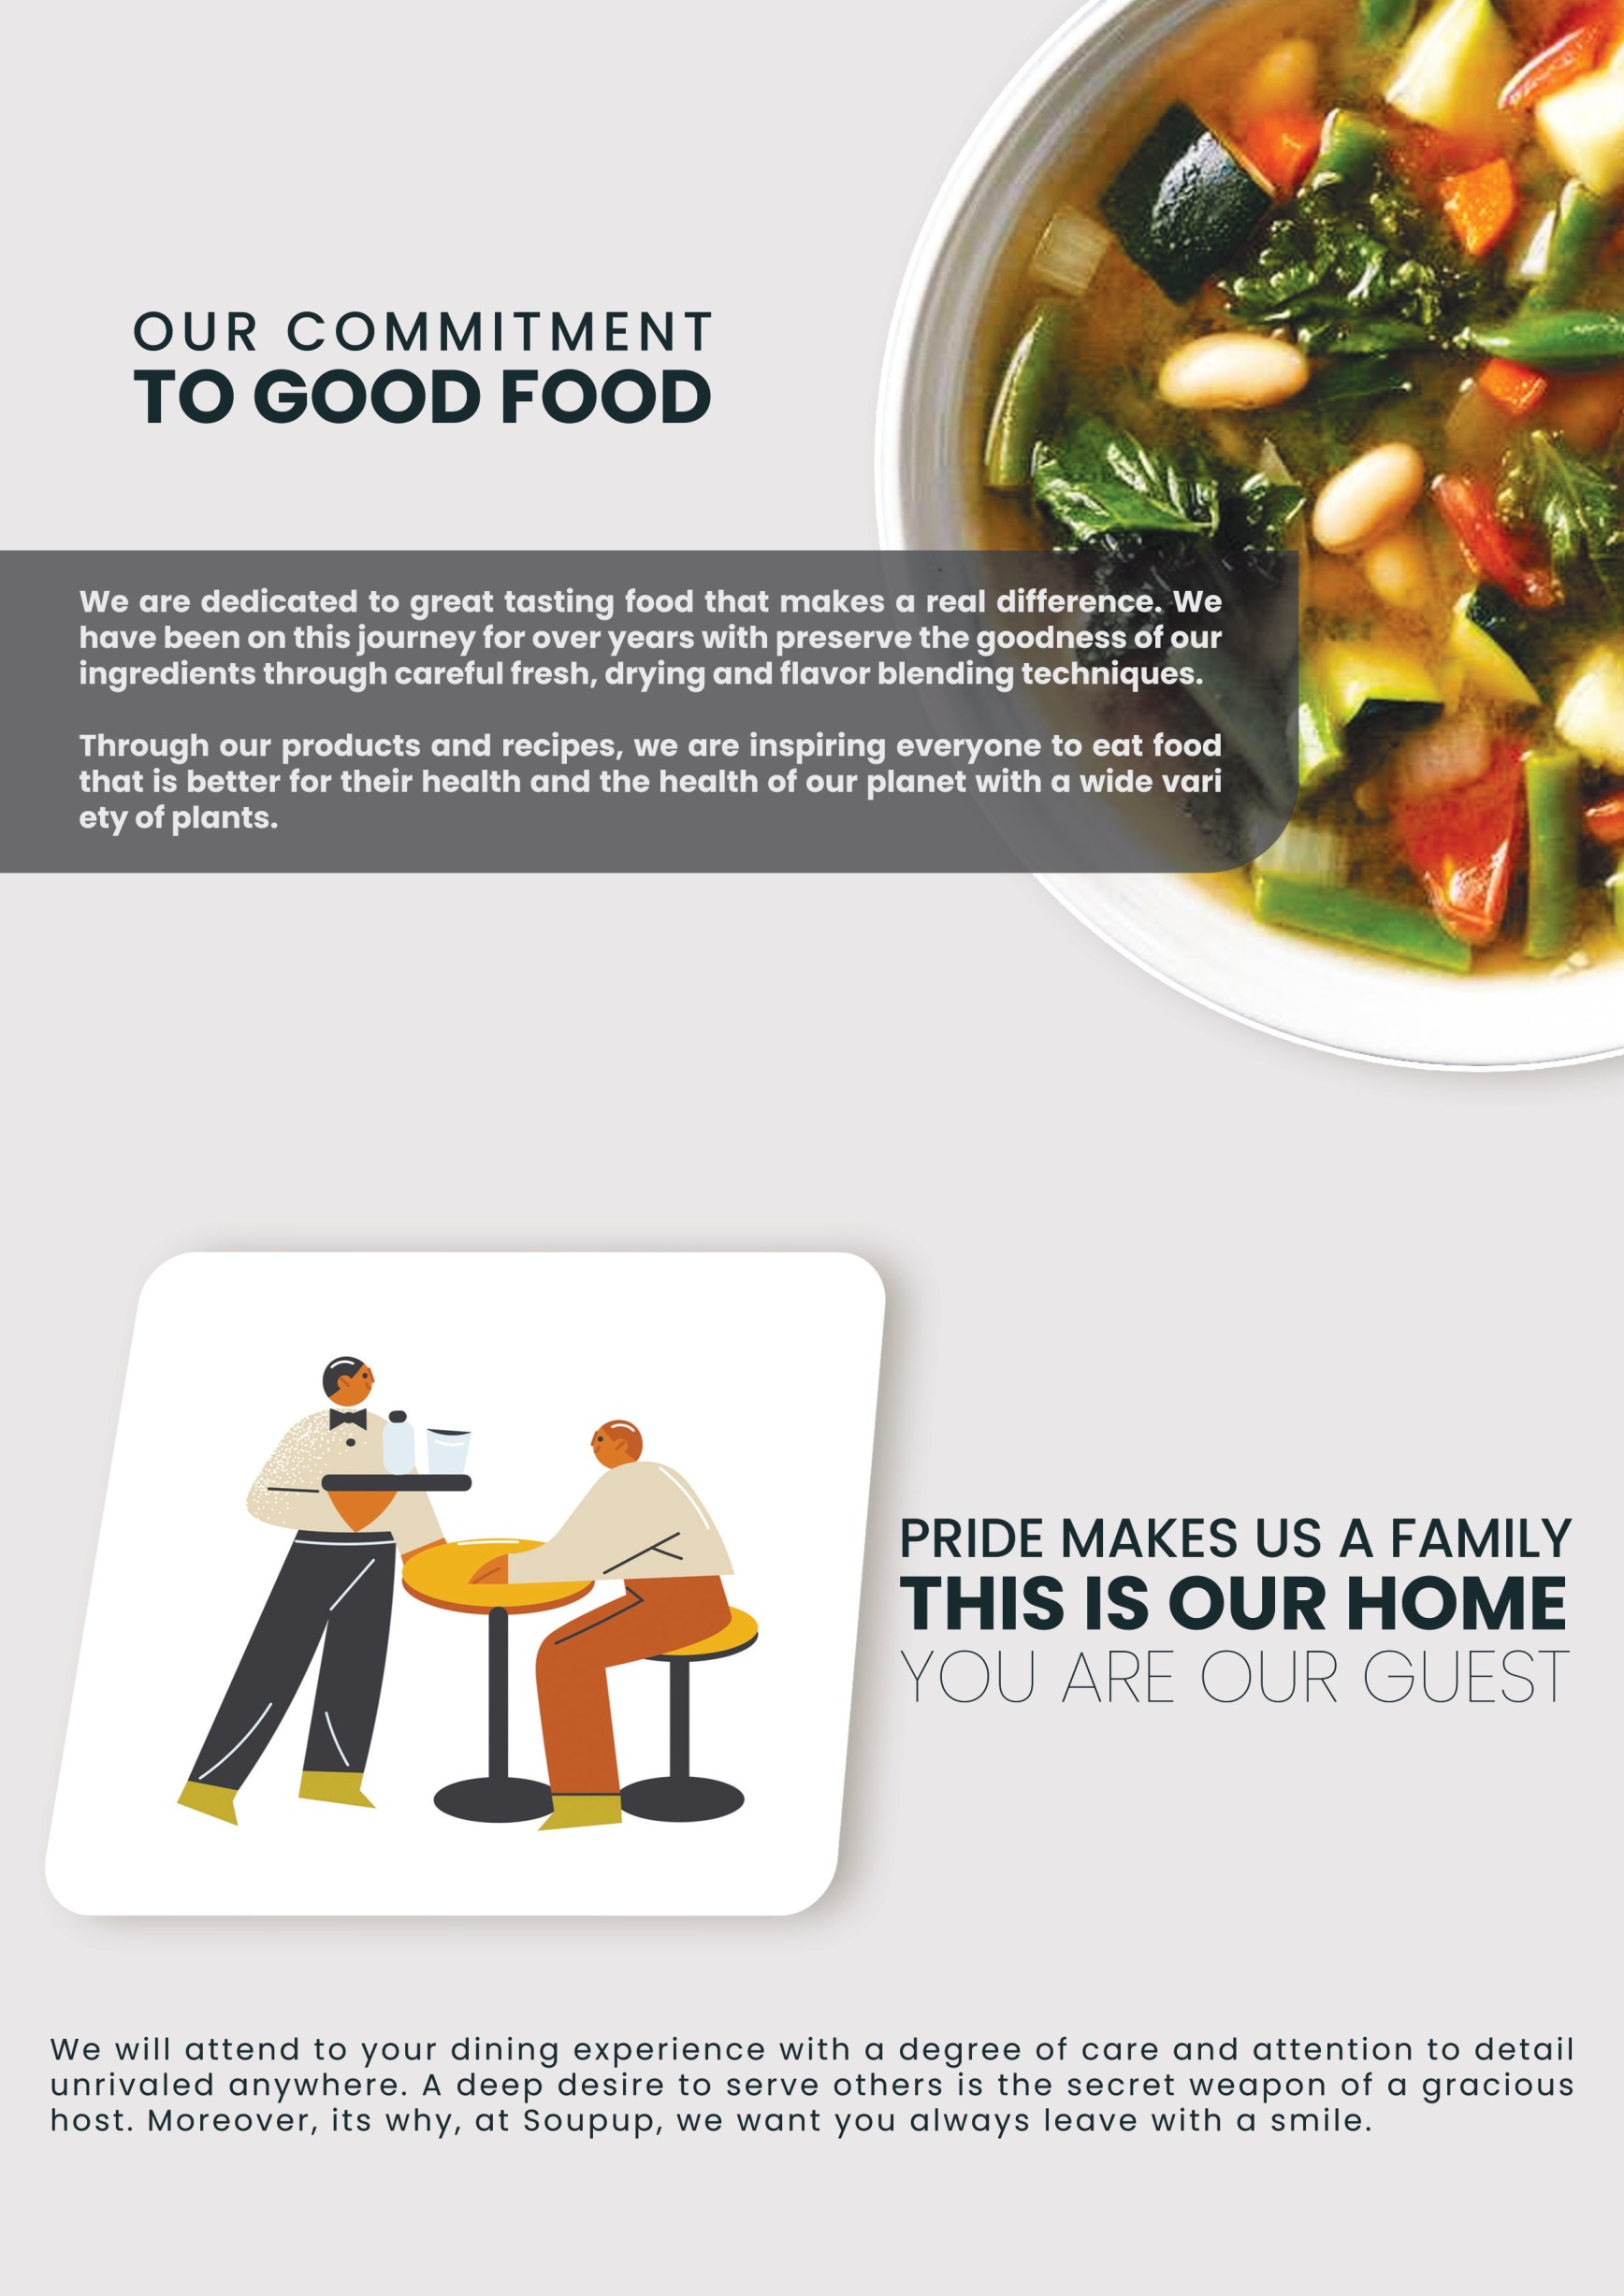 OUR COMMITMENT
TO GOOD FOOD
We are dedicated to great tasting food that makes a real difference. We
have been on this journey for over years with preserve the goodness of our
ingredients through careful fresh, drying and flavor blending techniques.
Through our products and recipes, we are inspiring everyone to eat food
that is better for their health and the health of our planet with a wide vari
ety of plants.
PRIDE MAKES US A FAMILY
THIS IS OUR HOME
YOU ARE OUR GUEST
We will attend to your dining experience with a degree of care and attention to detail
unrivaled anywhere. A deep desire to serve others is the secret weapon of a gracious
host. Moreover, its why, at Soupup, we want you always leave with a smile.